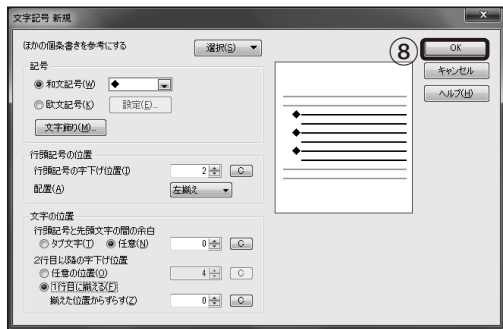 文字記号 新規
ほかの個条書きを参考にする 選択(S)
記号
和文記号(W) ◆
欧文記号(K) 設定(E)...
文字飾り(M)...
行頭記号の位置
行頭記号の字下げ位置(I) 2 C
配置(A) 左揃え
文字の位置
行頭記号と先頭文字の間の余白
タブ文字(T) 任意(N) 0 C
2行目以降の字下げ位置
任意の位置(O) 4 C
1行目に揃える(F)
揃えた位置からずらす(Z) 0 C
⑧ OK
キャンセル
ヘルプ(H)